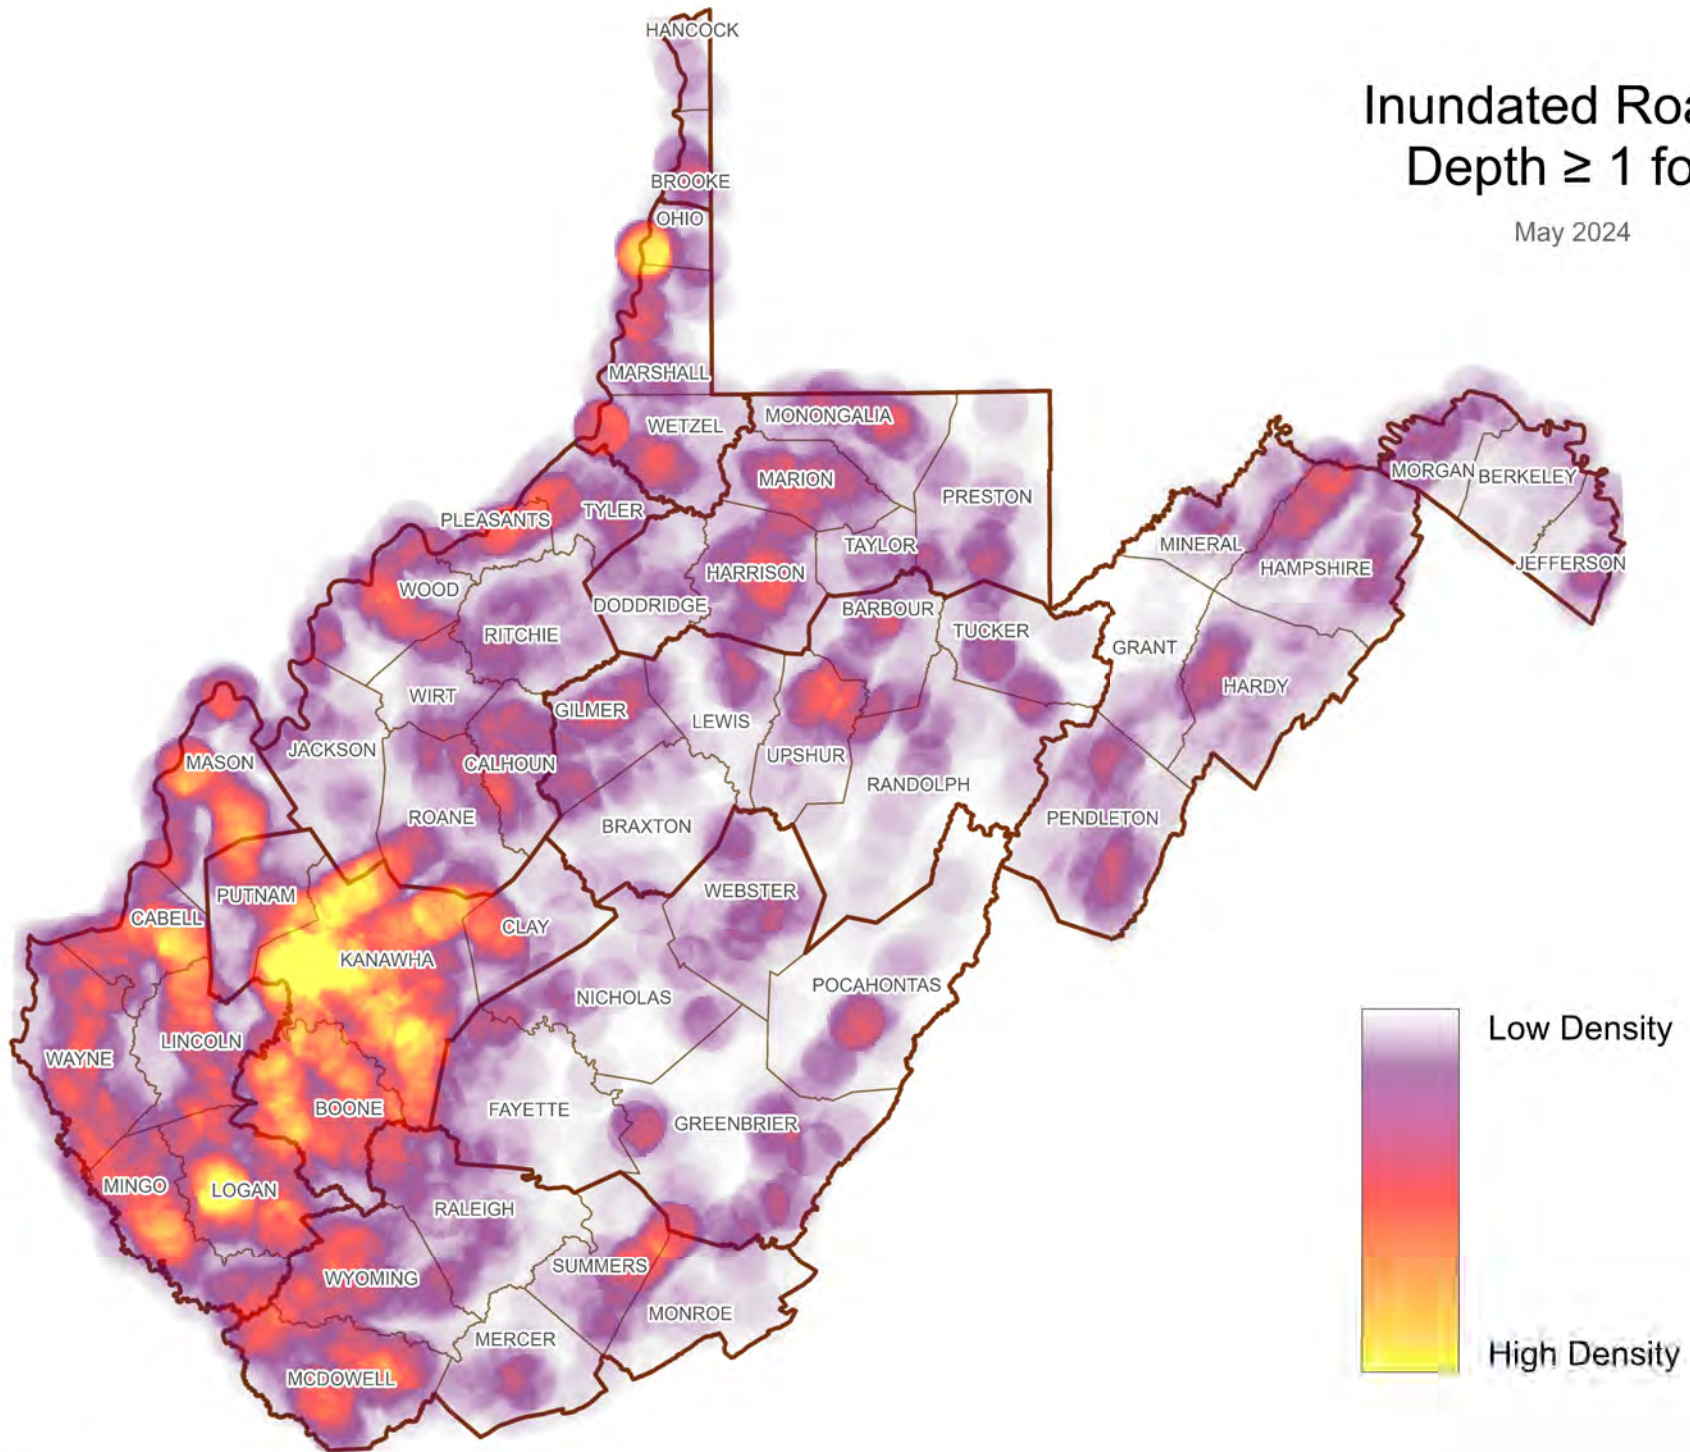 HANCOCK
Inundated Roa
Depth ≥ 1 fo
May 2024
BROOKE
OHIO
MARSHALL
WETZEL
MONONGALIA
MARION
PRESTON
MORGAN
BERKELEY
PLEASANTS
TYLER
TAYLOR
MINERAL
HAMPSHIRE
JEFFERSON
WOOD
HARRISON
DODDRIDGE
BARBOUR
RITCHIE
TUCKER
GRANT
HARDY
WIRT
GILMER
LEWIS
JACKSON
MASON
CALHOUN
UPSHUR
RANDOLPH
ROANE
BRAXTON
PENDLETON
PUTNAM
WEBSTER
CABELL
CLAY
KANAWHA
POCAHONTAS
NICHOLAS
LINCOLN
WAYNE
Low Density
BOONE
FAYETTE
GREENBRIER
MINGO
LOGAN
RALEIGH
SUMMERS
WYOMING
MONROE
MERCER
MCDOWELL
High Density